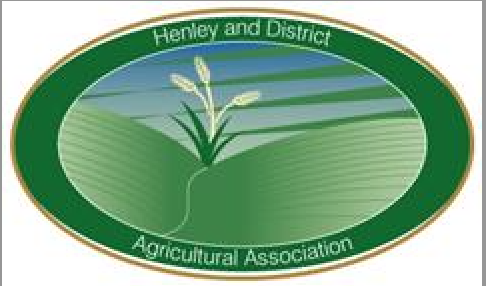 Henley and District
Agricultural Association